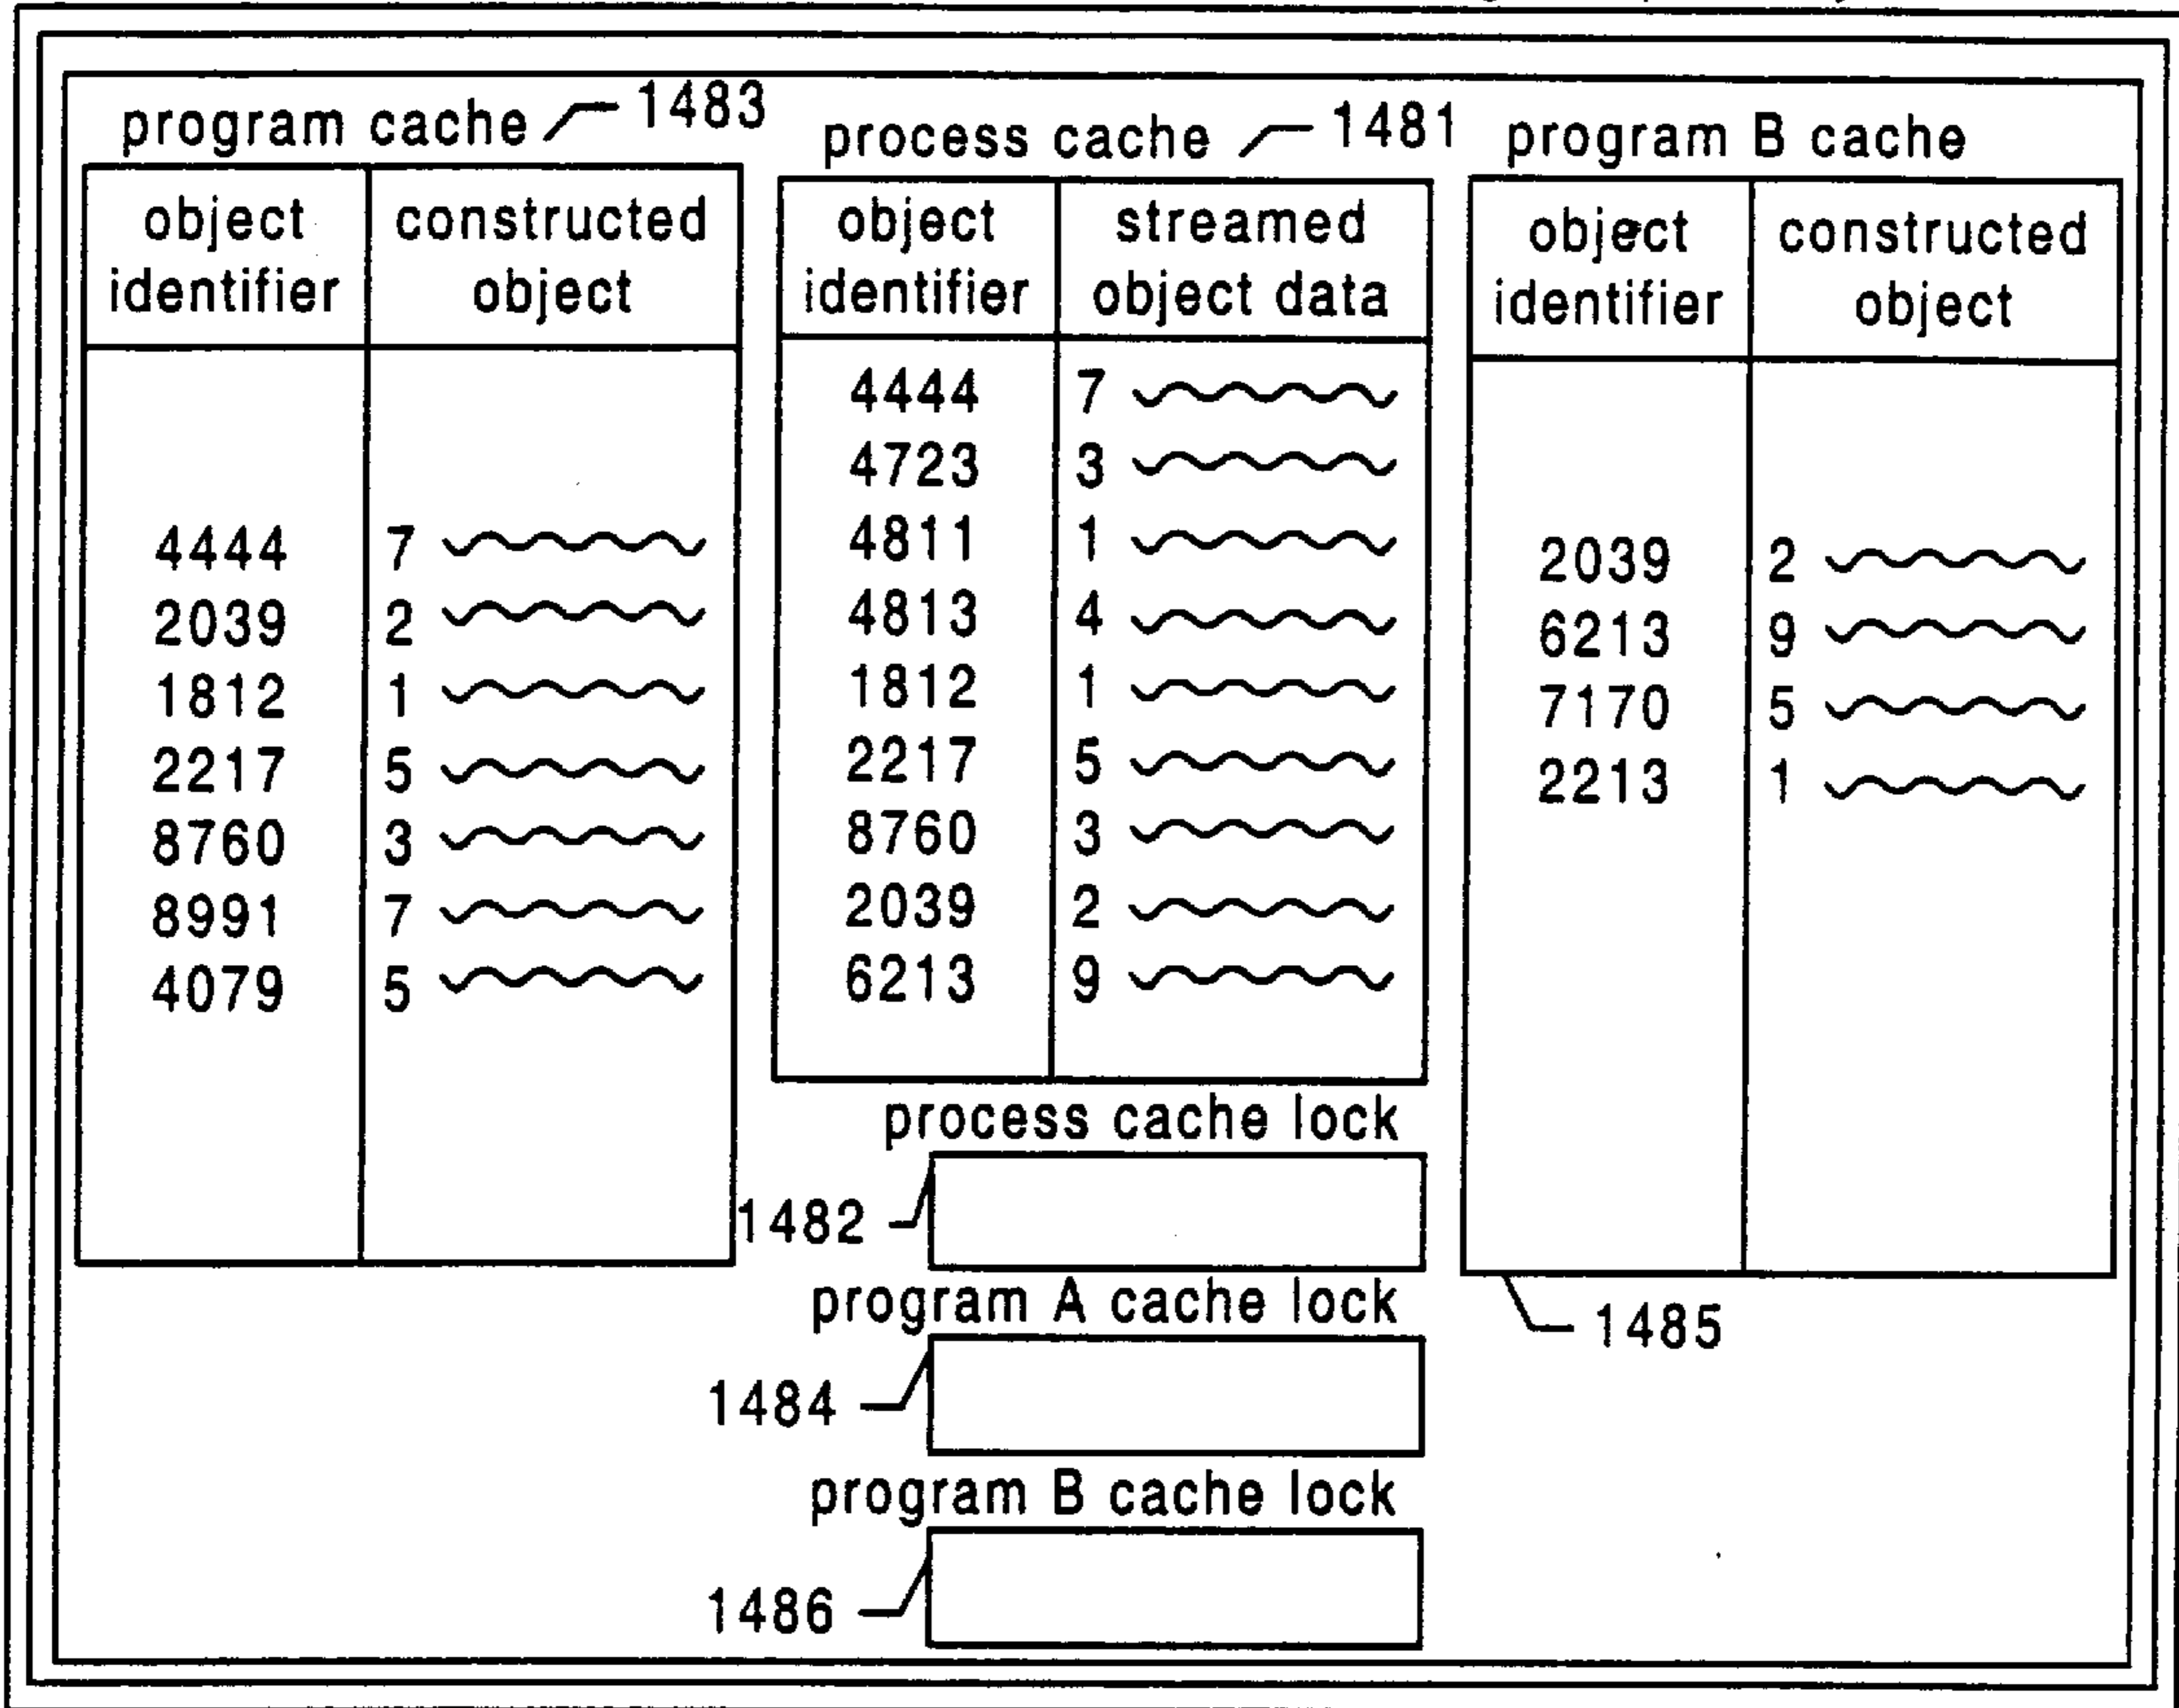 program cache 1483
object identifier constructed object
4444 7
2039 2
1812 1
2217 5
8760 3
8991 7
4079 5
process cache 1481
object identifier streamed object data
4444 7
4723 3
4811 1
4813 4
1812 1
2217 5
8760 3
2039 2
6213 9
program B cache
object identifier constructed object
2039 2
6213 9
7170 5
2213 1
1485
process cache lock
1482
program A cache lock
1484
program B cache lock
1486